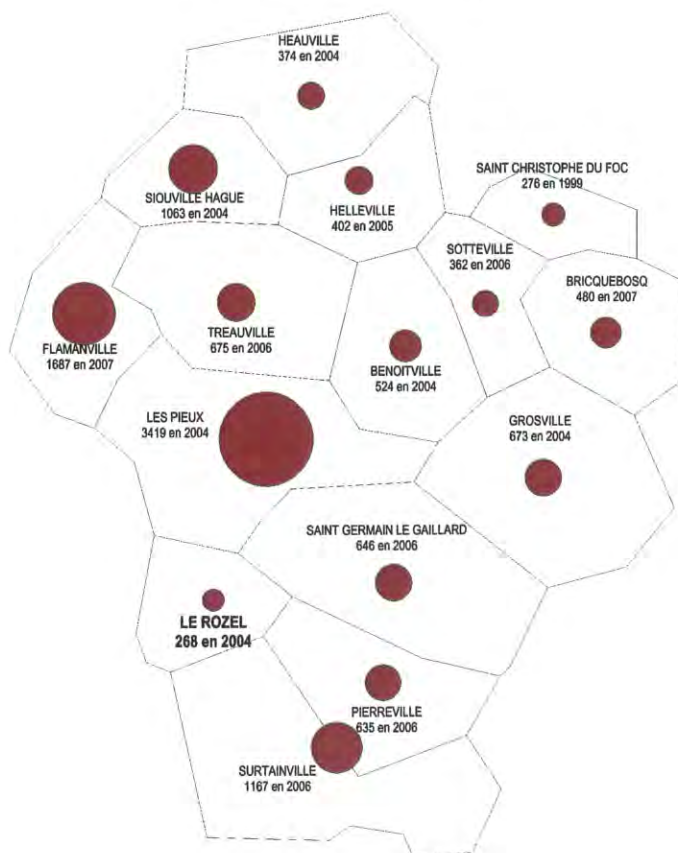 HEAUVILLE
374 en 2004
SIOUVILLE HAGUE
1063 en 2004
HELLEVILLE
402 en 2005
SAINT CHRISTOPHE DU FOC
276 en 1999
SOTTEVILLE
362 en 2006
BRICQUEBOSQ
480 en 2007
TREAUVILLE
675 en 2006
FLAMANVILLE
1687 en 2007
BENOITVILLE
524 en 2004
LES PIEUX
3419 en 2004
GROSVILLE
673 en 2004
SAINT GERMAIN LE GAILLARD
646 en 2006
LE ROZEL
268 en 2004
PIERREVILLE
635 en 2006
SURTAINVILLE
1167 en 2006